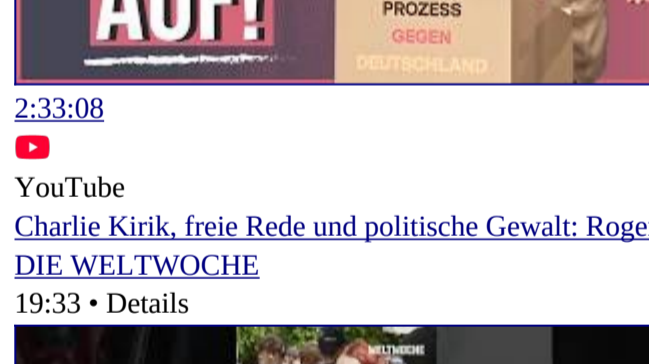 AUF!
PROZESS
GEGEN
DEUTSCHLAND
2:33:08
YouTube
Charlie Kirik, freie Rede und politische Gewalt: Roge
DIE WELTWOCHE
19:33 • Details
WELTWOCHE